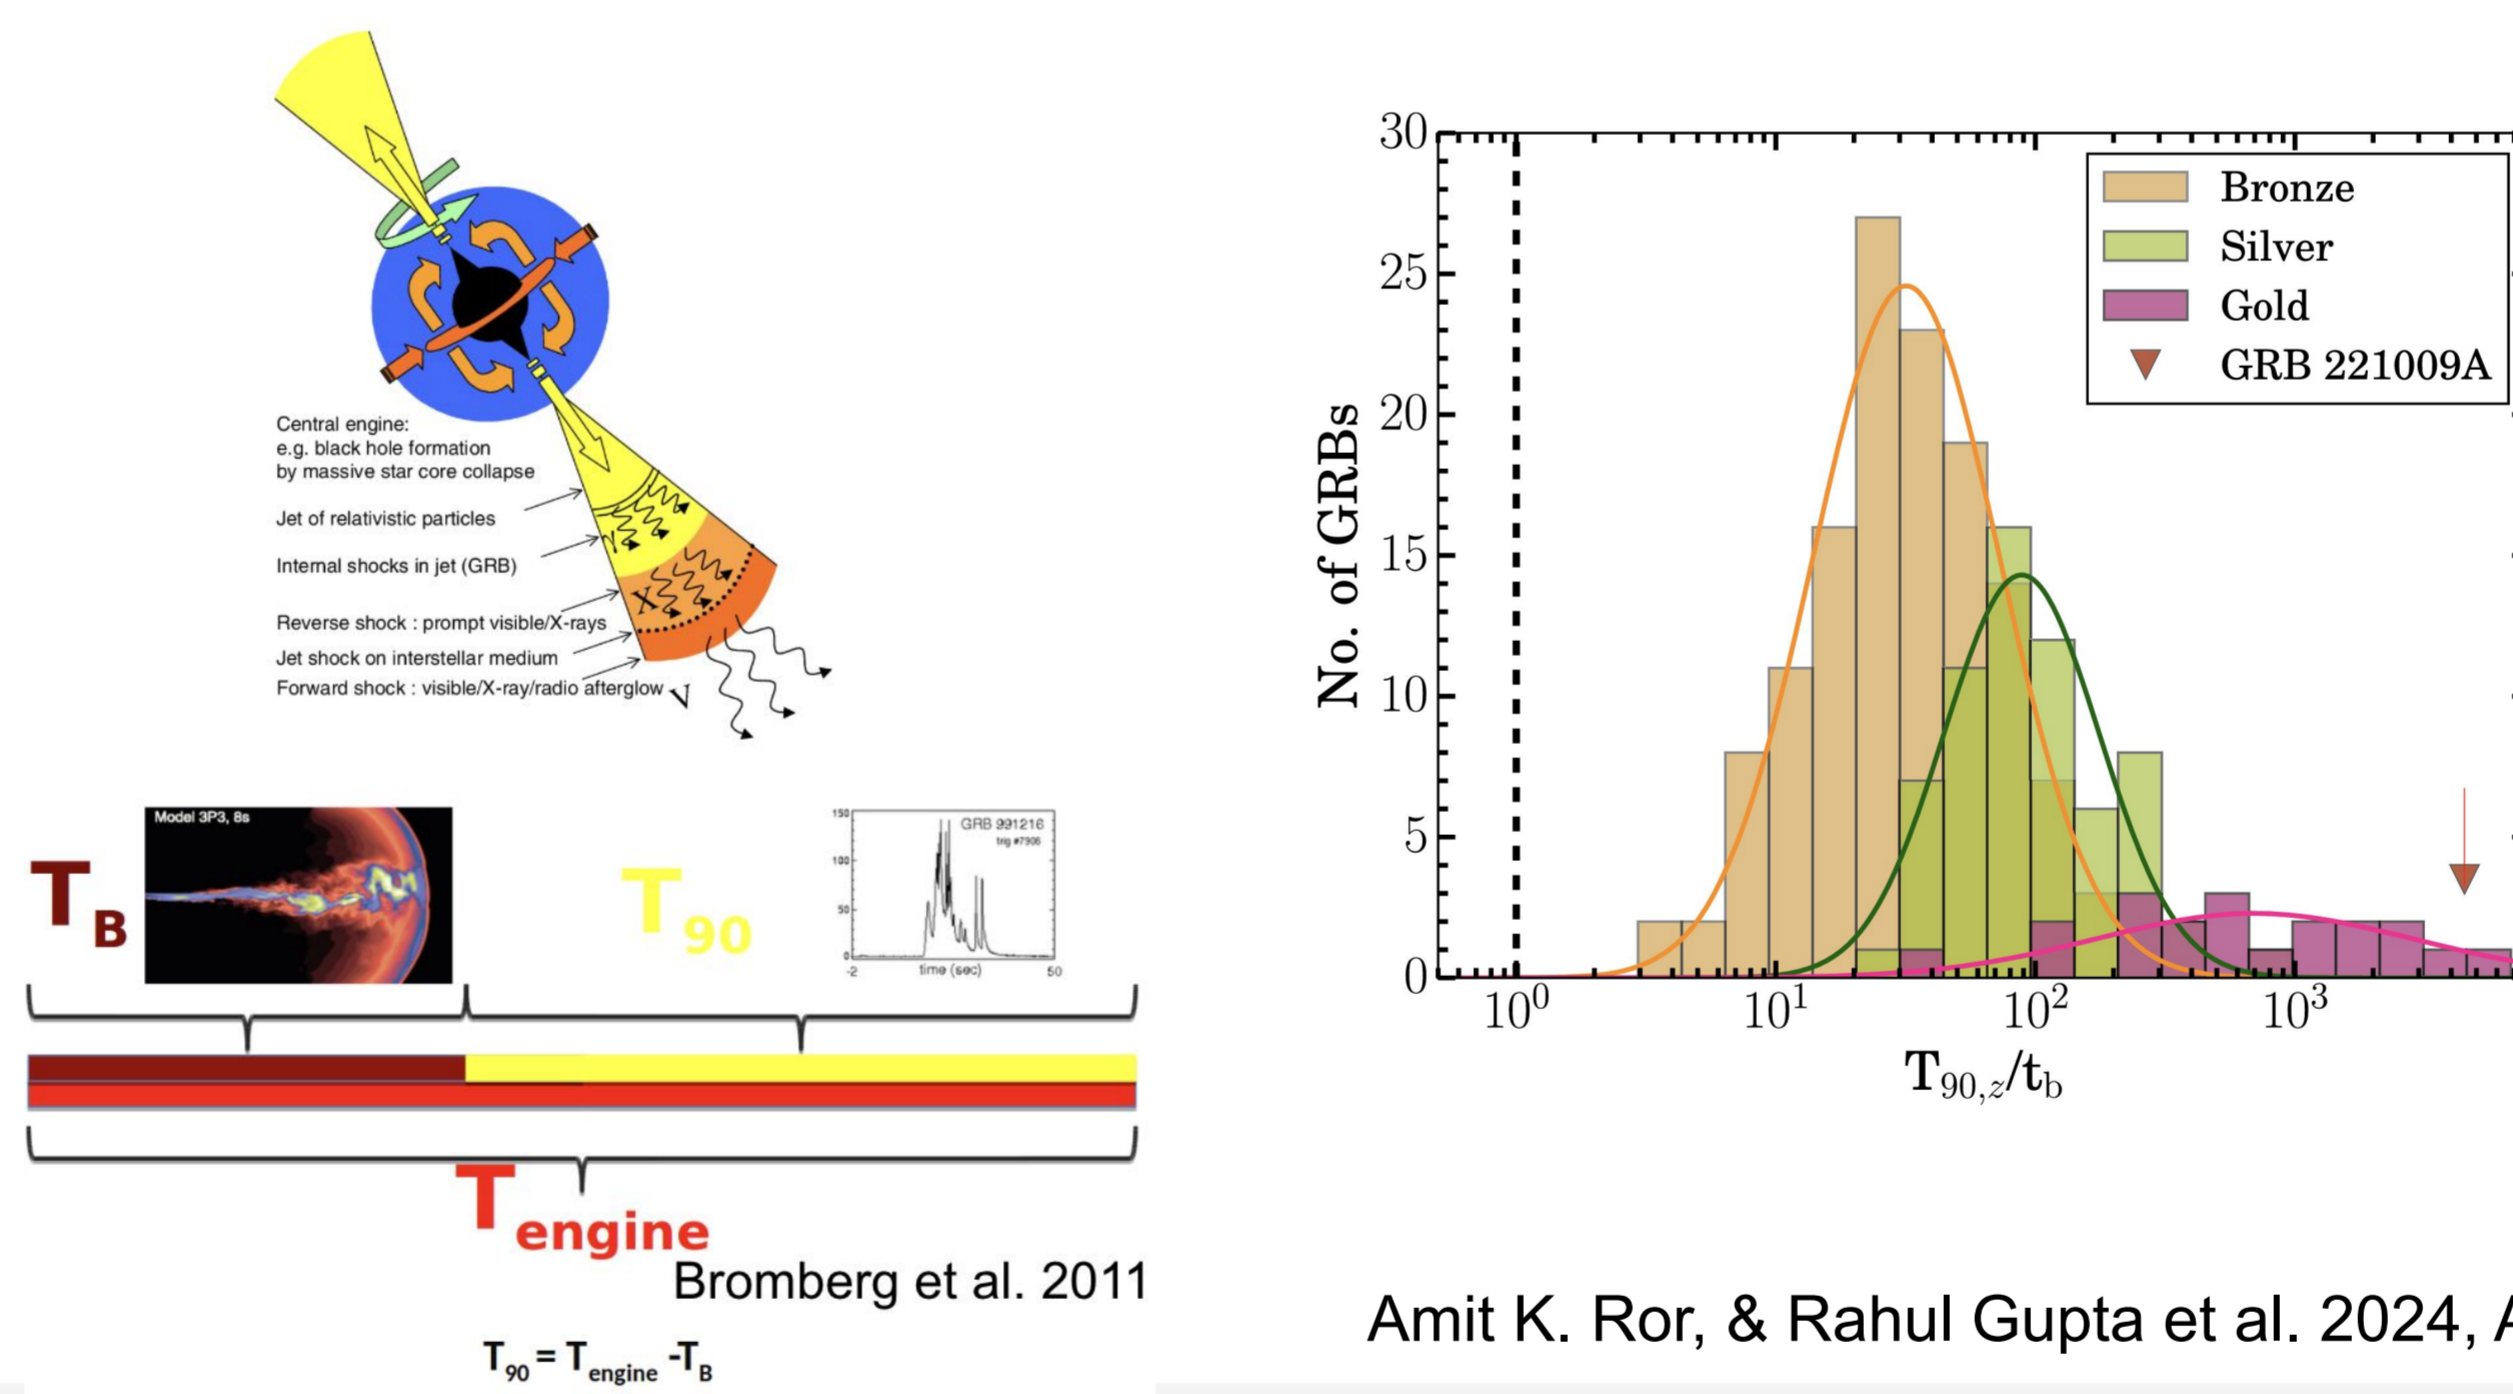 Central engine:
e.g. black hole formation
by massive star core collapse
Jet of relativistic particles
Internal shocks in jet (GRB)
Reverse shock : prompt visible/X-rays
Jet shock on interstellar medium
Forward shock : visible/X-ray/radio afterglow
γ
X
V
T_B
Model 3P3, 8s
T_90
GRB 991216
trig #7906
150
100
50
0
-2
time (sec)
50
T_engine
Bromberg et al. 2011
T_90 = T_engine -T_B
No. of GRBs
30
25
20
15
10
5
0
Bronze
Silver
Gold
GRB 221009A
10^0
10^1
10^2
10^3
T_90,z/t_b
Amit K. Ror, & Rahul Gupta et al. 2024, A